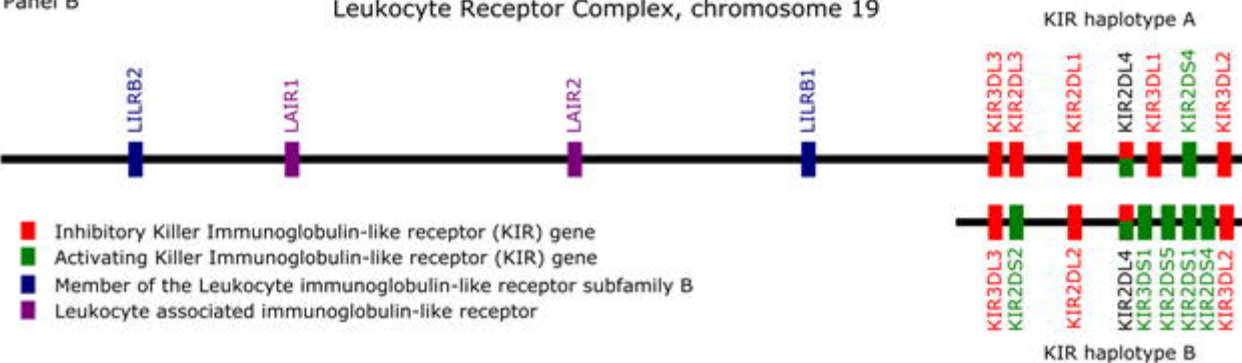 Panel B
Leukocyte Receptor Complex, chromosome 19
KIR haplotype A
LILRB2
LAIR1
LAIR2
LILRB1
KIR3DL3
KIR2DL3
KIR2DL1
KIR2DL4
KIR3DL1
KIR2DS4
KIR3DL2
Inhibitory Killer Immunoglobulin-like receptor (KIR) gene
Activating Killer Immunoglobulin-like receptor (KIR) gene
Member of the Leukocyte immunoglobulin-like receptor subfamily B
Leukocyte associated immunoglobulin-like receptor
KIR3DL3
KIR2DS2
KIR2DL2
KIR2DL4
KIR3DS1
KIR2DS5
KIR2DS1
KIR2DS4
KIR3DL2
KIR haplotype B